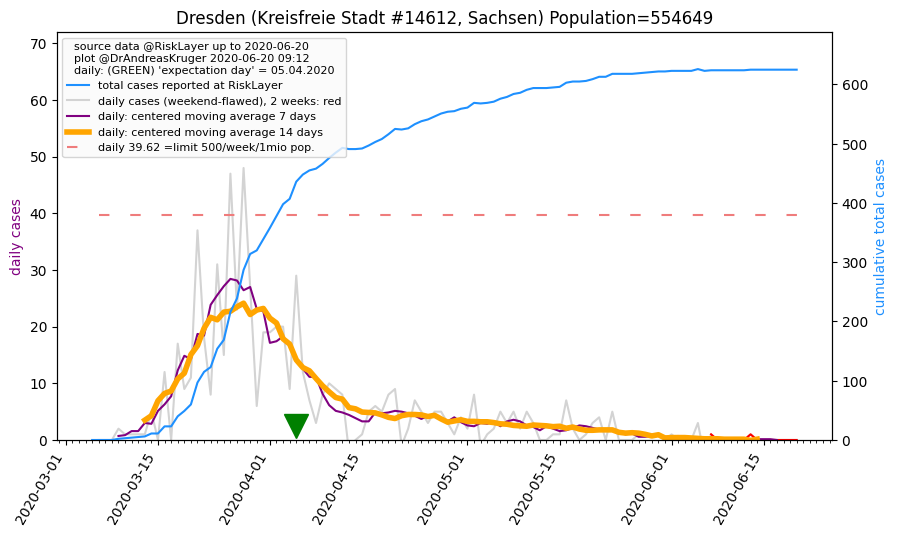 Dresden (Kreisfreie Stadt #14612, Sachsen) Population=554649
source data @RiskLayer up to 2020-06-20
plot @DrAndreasKruger 2020-06-20 09:12
daily: (GREEN) 'expectation day' = 05.04.2020
total cases reported at RiskLayer
daily cases (weekend-flawed), 2 weeks: red
daily: centered moving average 7 days
daily: centered moving average 14 days
daily 39.62 =limit 500/week/1mio pop.
daily cases
70
60
50
40
30
20
10
0
cumulative total cases
600
500
400
300
200
100
0
2020-03-01
2020-03-15
2020-04-01
2020-04-15
2020-05-01
2020-05-15
2020-06-01
2020-06-15